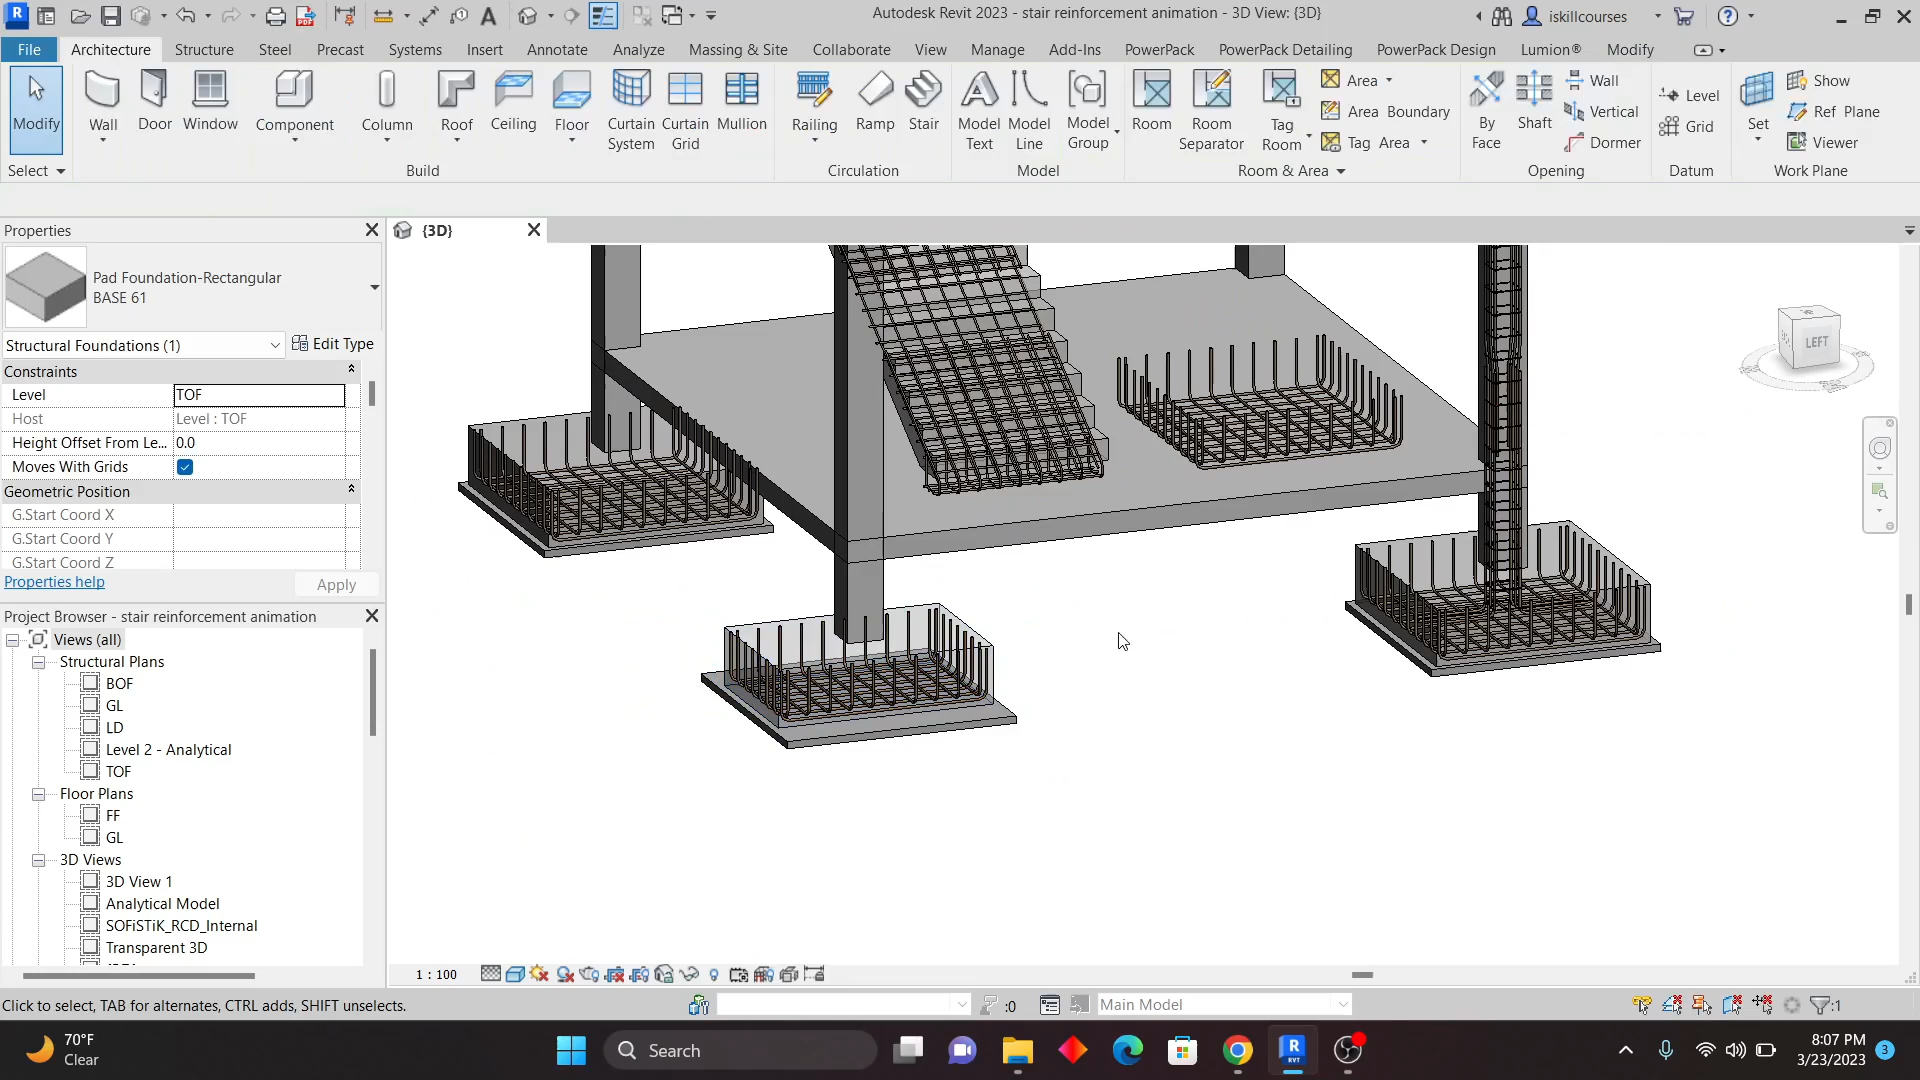 Autodesk Revit 2023 - stair reinforcement animation - 3D View: {3D}
iskillcourses
File Architecture Structure Steel Precast Systems Insert Annotate Analyze Massing & Site Collaborate View Manage Add-Ins PowerPack PowerPack Detailing PowerPack Design Lumion® Modify
Modify
Wall
Door
Window
Component
Column
Roof
Ceiling
Floor
Curtain
System
Curtain
Grid
Mullion
Railing
Ramp
Stair
Model
Text
Model
Line
Model
Group
Room
Room
Separator
Tag
Room
Area
Area Boundary
Tag Area
By
Face
Shaft
Wall
Vertical
Dormer
Level
Grid
Set
Show
Ref Plane
Viewer
Select
Build
Circulation
Model
Room & Area
Opening
Datum
Work Plane
Properties
{3D}
Pad Foundation-Rectangular
BASE 61
Structural Foundations (1)
Edit Type
Constraints
Level TOF
Host Level : TOF
Height Offset From Le... 0.0
Moves With Grids
Geometric Position
G.Start Coord X
G.Start Coord Y
G.Start Coord Z
Properties help
Apply
LEFT
Project Browser - stair reinforcement animation
Views (all)
Structural Plans
BOF
GL
LD
Level 2 - Analytical
TOF
Floor Plans
FF
GL
3D Views
3D View 1
Analytical Model
SOFiSTiK_RCD_Internal
Transparent 3D
1 : 100
Click to select, TAB for alternates, CTRL adds, SHIFT unselects.
:0
Main Model
:1
70°F
Clear
Search
R
RVT
8:07 PM
3/23/2023
3